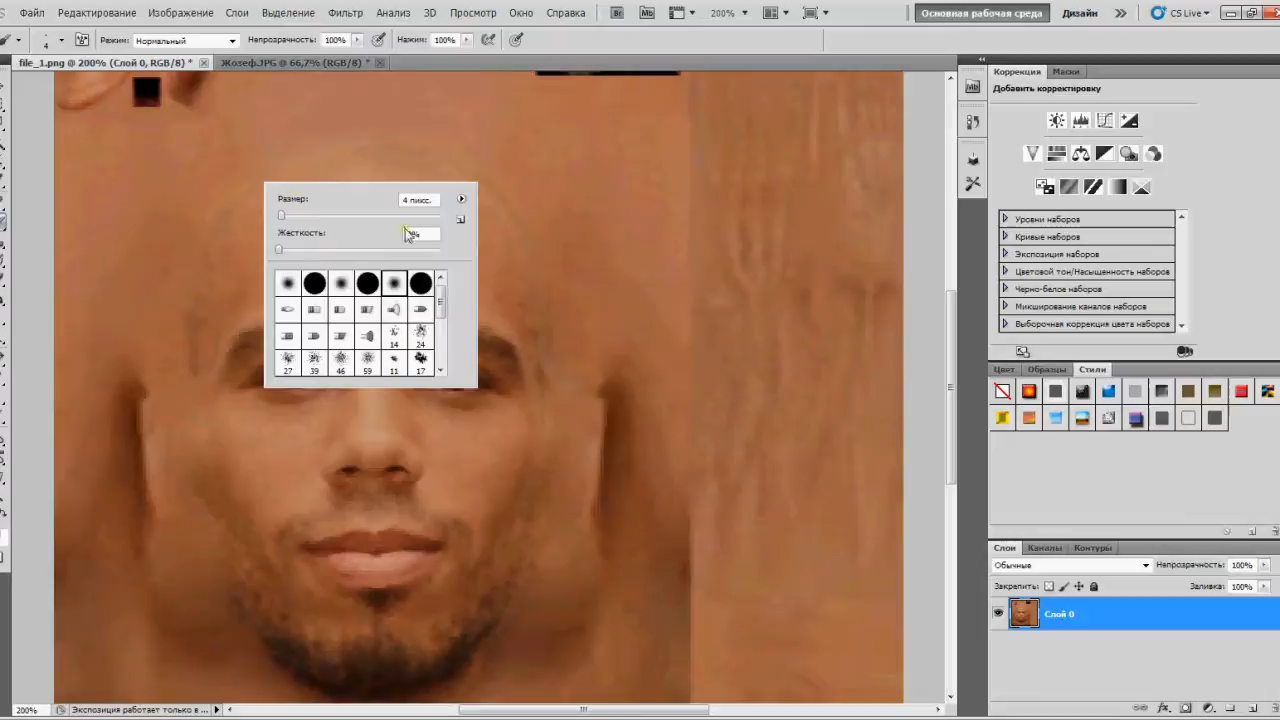 Файл Редактирование Изображение Слои Выделение Фильтр Анализ 3D Просмотр Окно Справка Br Mb 200% Основная рабочая среда Дизайн CS Live
4 Режим: Нормальный Непрозрачность: 100% Нажим: 100%
file_1.png @ 200% (Слой 0, RGB/8) * Жозеф.JPG @ 66,7% (RGB/8) *
Коррекция Маски
Добавить корректировку
Mb
Размер: 4 пикс.
Жесткость:
14 24
27 39 46 59 11 17
Уровни наборов
Кривые наборов
Экспозиция наборов
Цветовой тон/Насыщенность наборов
Черно-белое наборов
Микширование каналов наборов
Выборочная коррекция цвета наборов
Цвет Образцы Стили
Слои Каналы Контуры
Обычные Непрозрачность: 100%
Закрепить: Заливка: 100%
Слой 0
200% Экспозиция работает только в ...